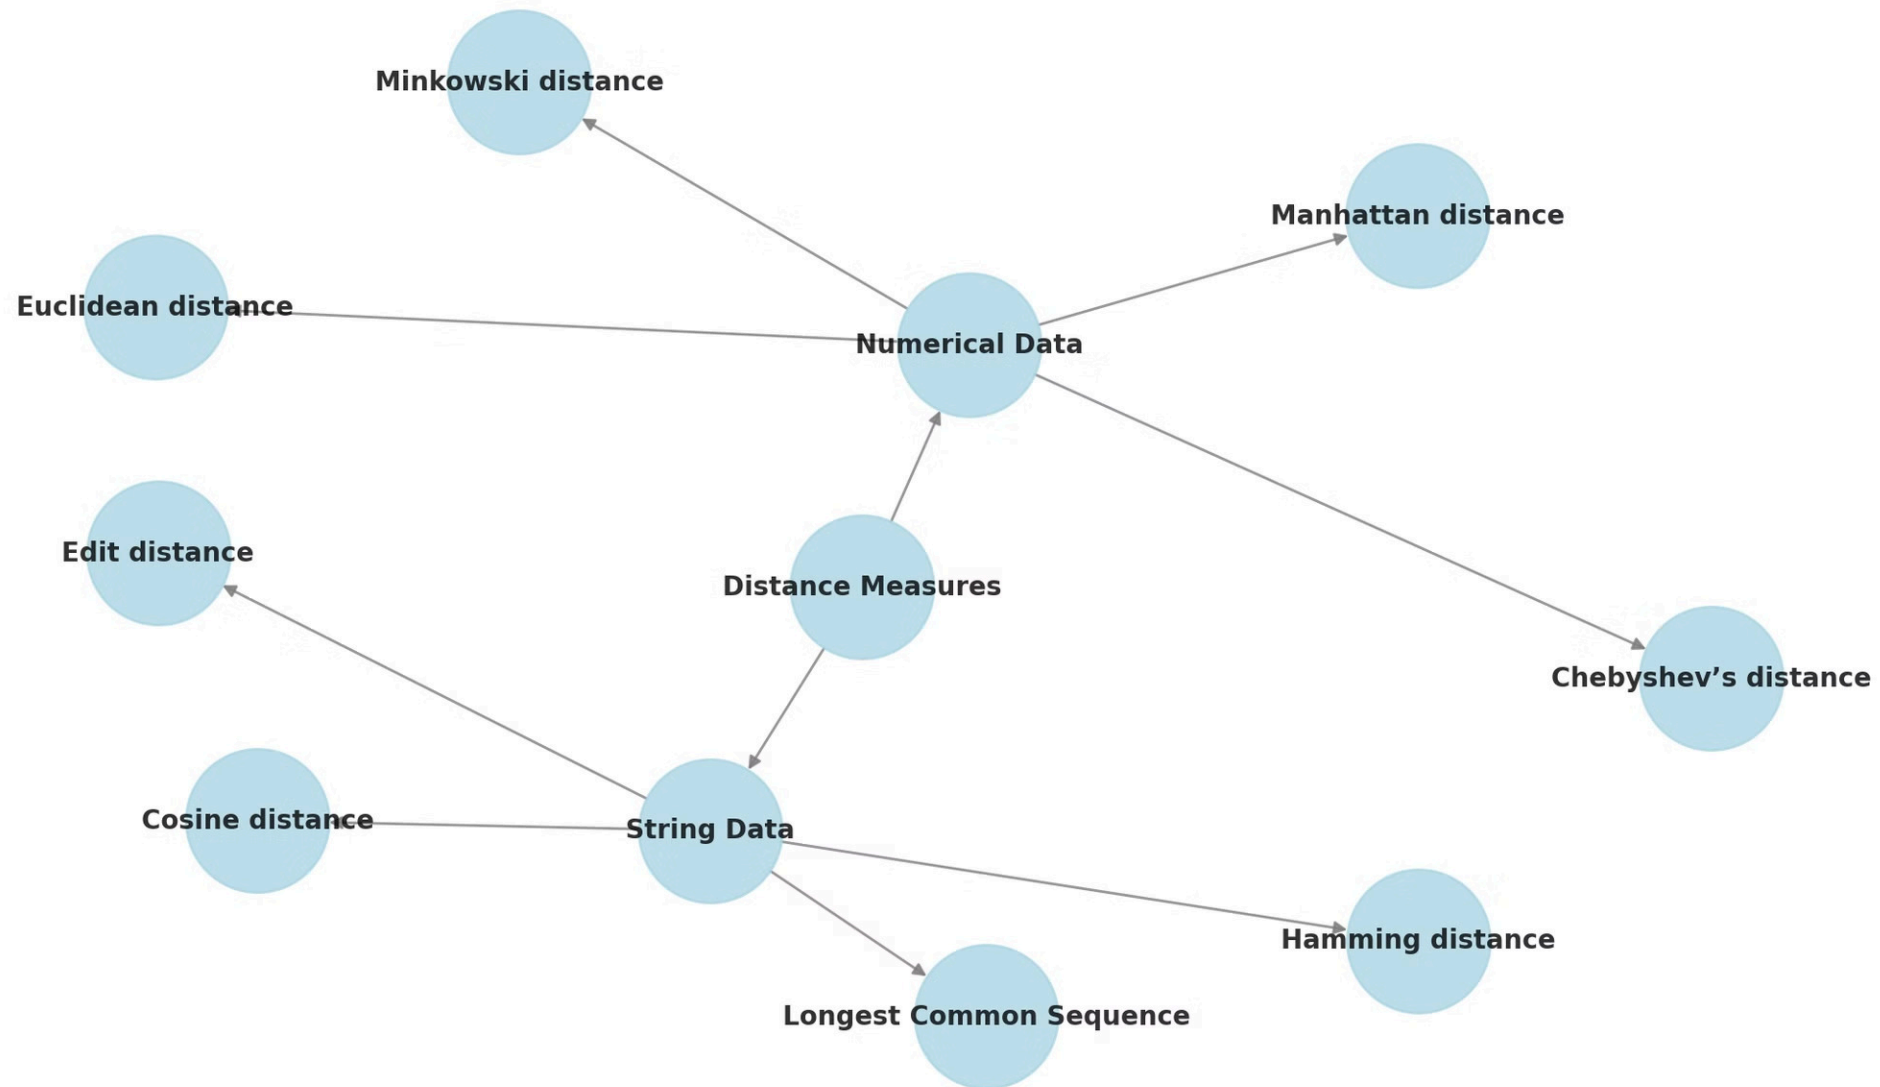 Minkowski distance
Manhattan distance
Euclidean distance
Numerical Data
Edit distance
Distance Measures
Chebyshev’s distance
Cosine distance
String Data
Hamming distance
Longest Common Sequence